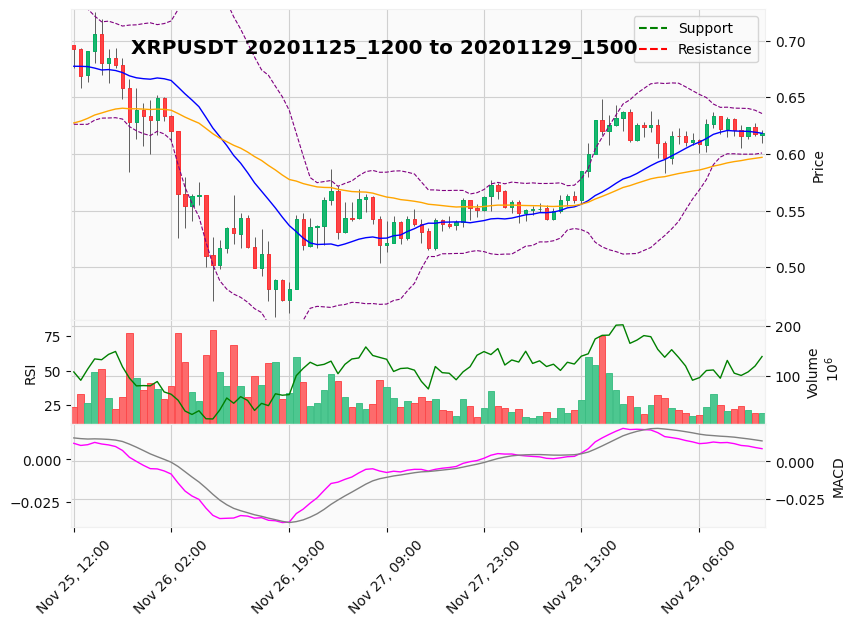 XRPUSDT 20201125_1200 to 20201129_1500
Support
Resistance
0.70
0.65
0.60
0.55
0.50
Price
75
50
25
RSI
200
100
Volume
10^6
0.000
−0.025
0.000
−0.025
MACD
Nov 25, 12:00
Nov 26, 02:00
Nov 26, 19:00
Nov 27, 09:00
Nov 27, 23:00
Nov 28, 13:00
Nov 29, 06:00